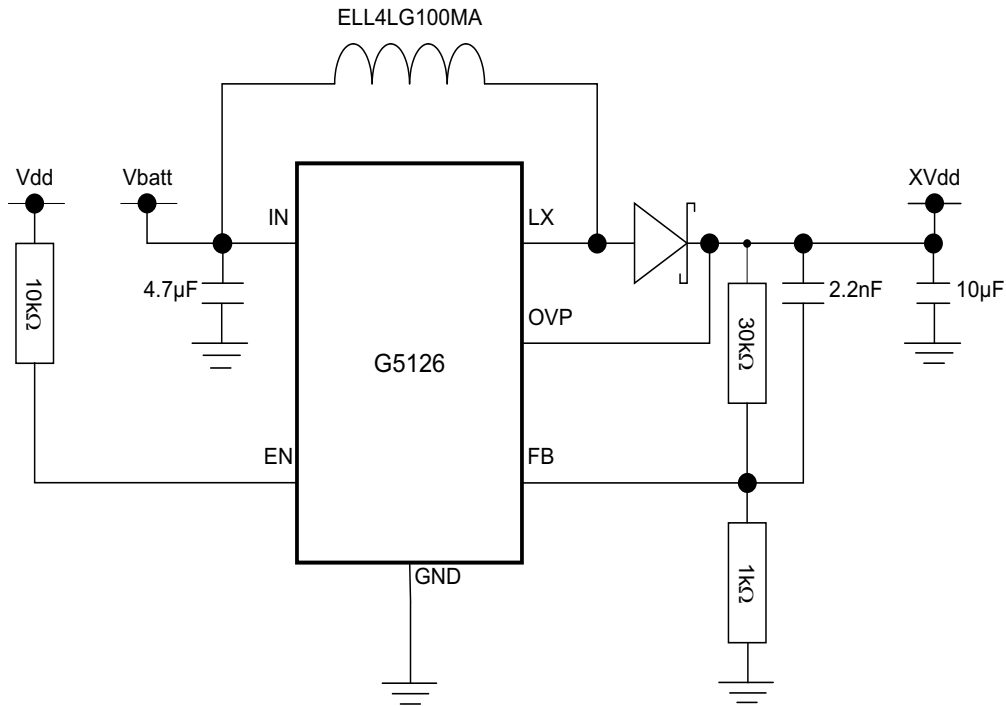 ELL4LG100MA
Vdd
Vbatt
XVdd
IN
LX
10kΩ
4.7µF
2.2nF
10µF
OVP
30kΩ
G5126
EN
FB
GND
1kΩ